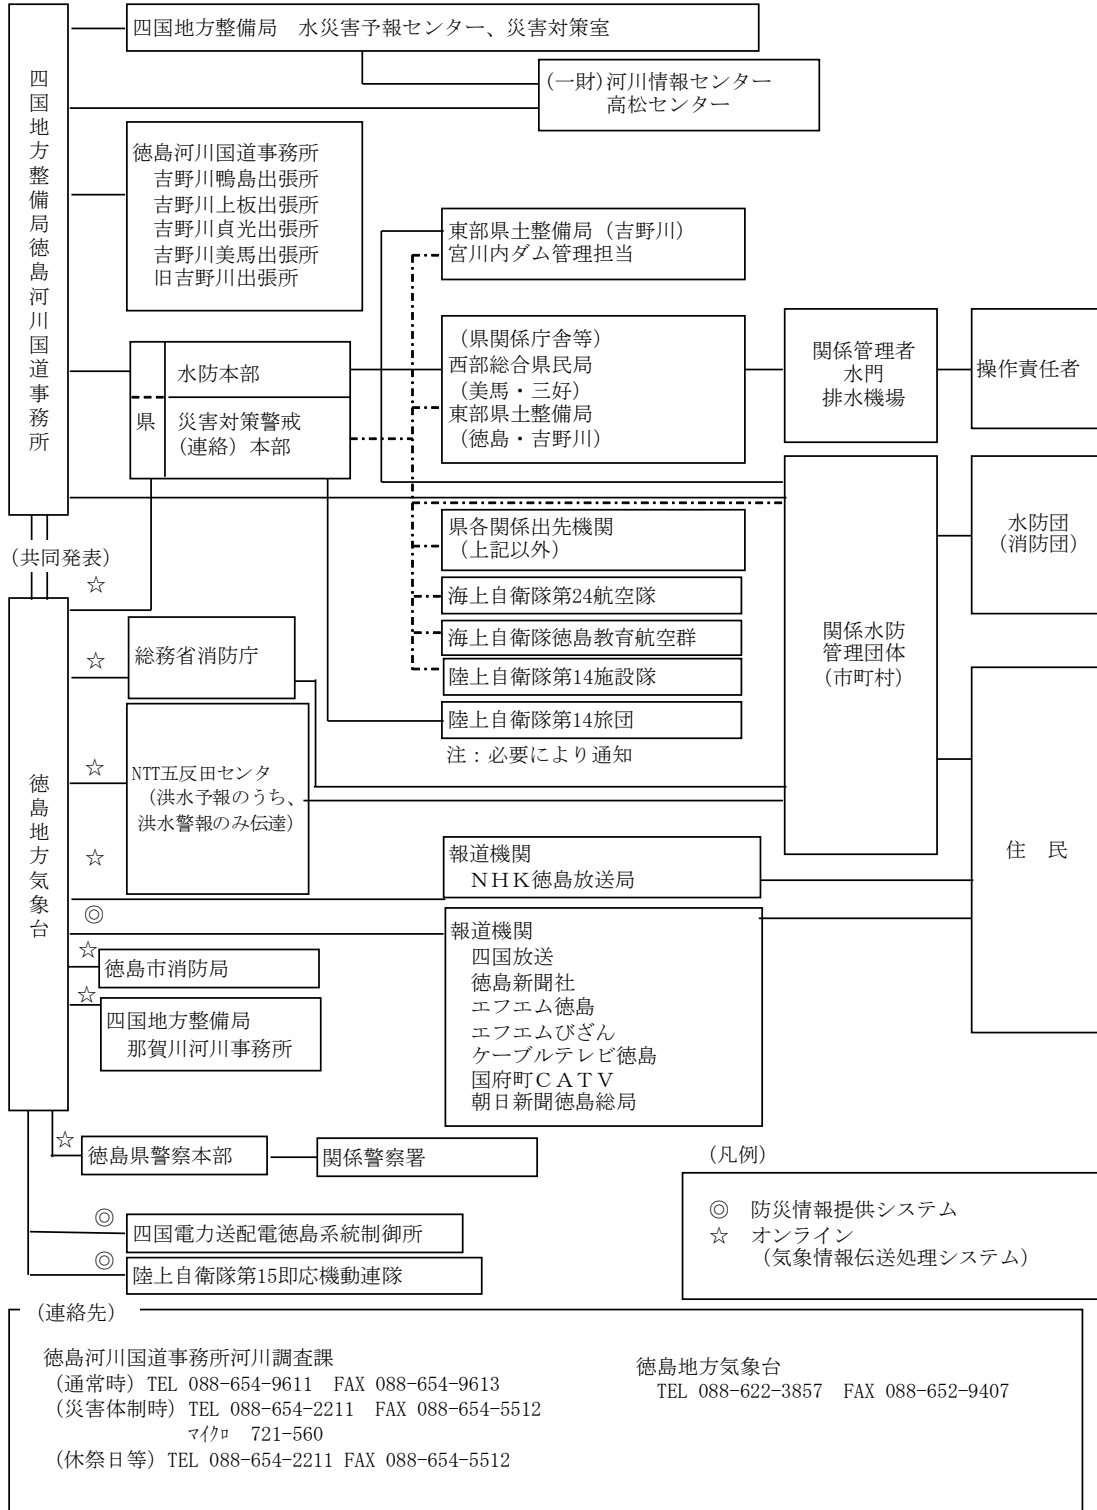 四国地方整備局　水災害予報センター、災害対策室
(一財)河川情報センター
高松センター
四国地方整備局徳島河川国道事務所
徳島河川国道事務所
吉野川鴨島出張所
吉野川上板出張所
吉野川貞光出張所
吉野川美馬出張所
旧吉野川出張所
東部県土整備局（吉野川）
宮川内ダム管理担当
県
水防本部
災害対策警戒
(連絡）本部
（県関係庁舎等）
西部総合県民局
（美馬・三好）
東部県土整備局
（徳島・吉野川）
関係管理者
水門
排水機場
操作責任者
県各関係出先機関
（上記以外）
海上自衛隊第24航空隊
海上自衛隊徳島教育航空群
陸上自衛隊第14施設隊
陸上自衛隊第14旅団
注：必要により通知
関係水防
管理団体
（市町村）
水防団
（消防団）
住　民
（共同発表）
☆
徳島地方気象台
☆
総務省消防庁
☆
NTT五反田センタ
（洪水予報のうち、
洪水警報のみ伝達）
☆
報道機関
ＮＨＫ徳島放送局
◎
報道機関
四国放送
徳島新聞社
エフエム徳島
エフエムびざん
ケーブルテレビ徳島
国府町ＣＡＴＶ
朝日新聞徳島総局
☆
徳島市消防局
☆
四国地方整備局
那賀川河川事務所
☆
徳島県警察本部
関係警察署
◎
四国電力送配電徳島系統制御所
◎
陸上自衛隊第15即応機動連隊
（凡例）
◎　防災情報提供システム
☆　オンライン
（気象情報伝送処理システム）
（連絡先）
徳島河川国道事務所河川調査課
（通常時）TEL 088-654-9611　FAX 088-654-9613
（災害体制時）TEL 088-654-2211　FAX 088-654-5512
ﾏｲｸﾛ　721-560
（休祭日等）TEL 088-654-2211 FAX 088-654-5512
徳島地方気象台
TEL 088-622-3857　FAX 088-652-9407